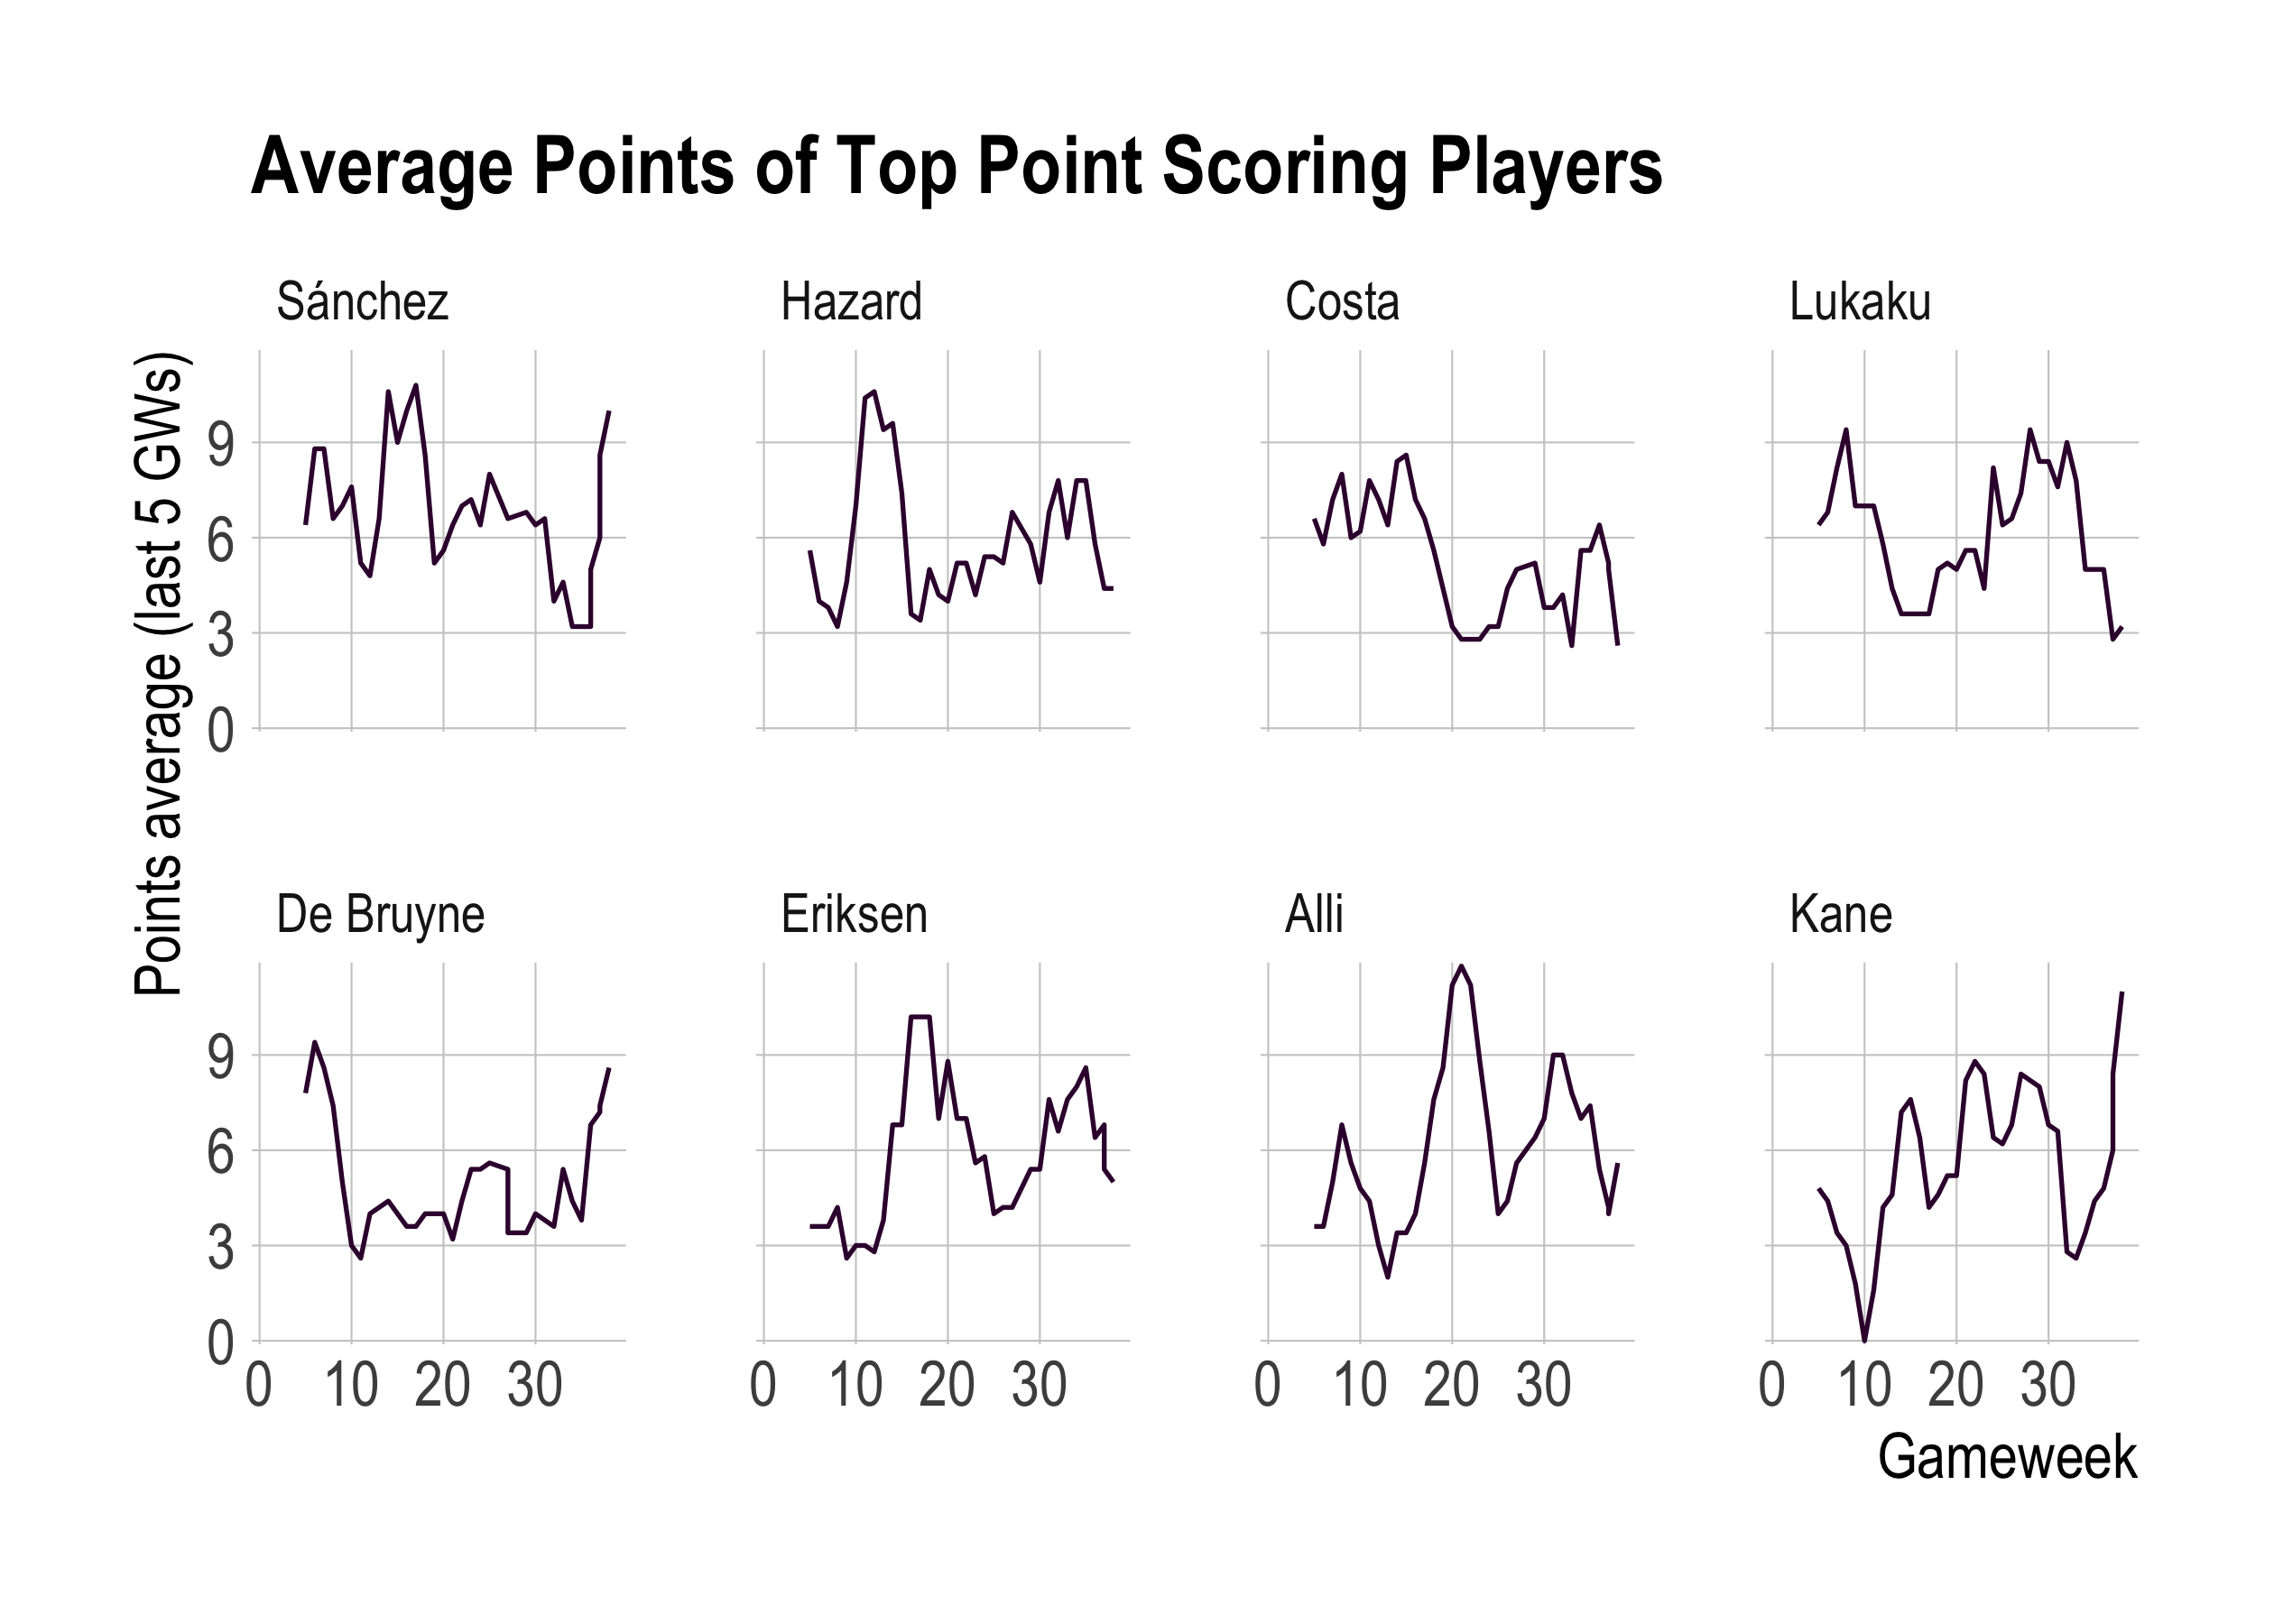 Average Points of Top Point Scoring Players
Sánchez
Hazard
Costa
Lukaku
Points average (last 5 GWs)
9
6
3
0
De Bruyne
Eriksen
Alli
Kane
9
6
3
0
0 10 20 30
0 10 20 30
0 10 20 30
0 10 20 30
Gameweek